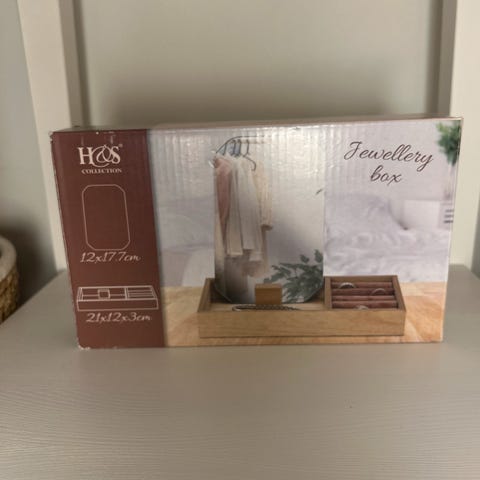 H&S®
COLLECTION
12x17.7cm
21x12x3cm
Jewellery
box